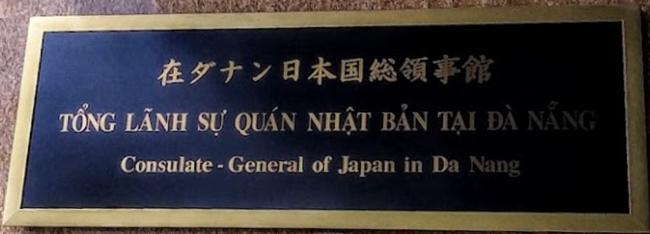 在ダナン日本国総領事館
TỔNG LÃNH SỰ QUÁN NHẬT BẢN TẠI ĐÀ NẴNG
Consulate - General of Japan in Da Nang